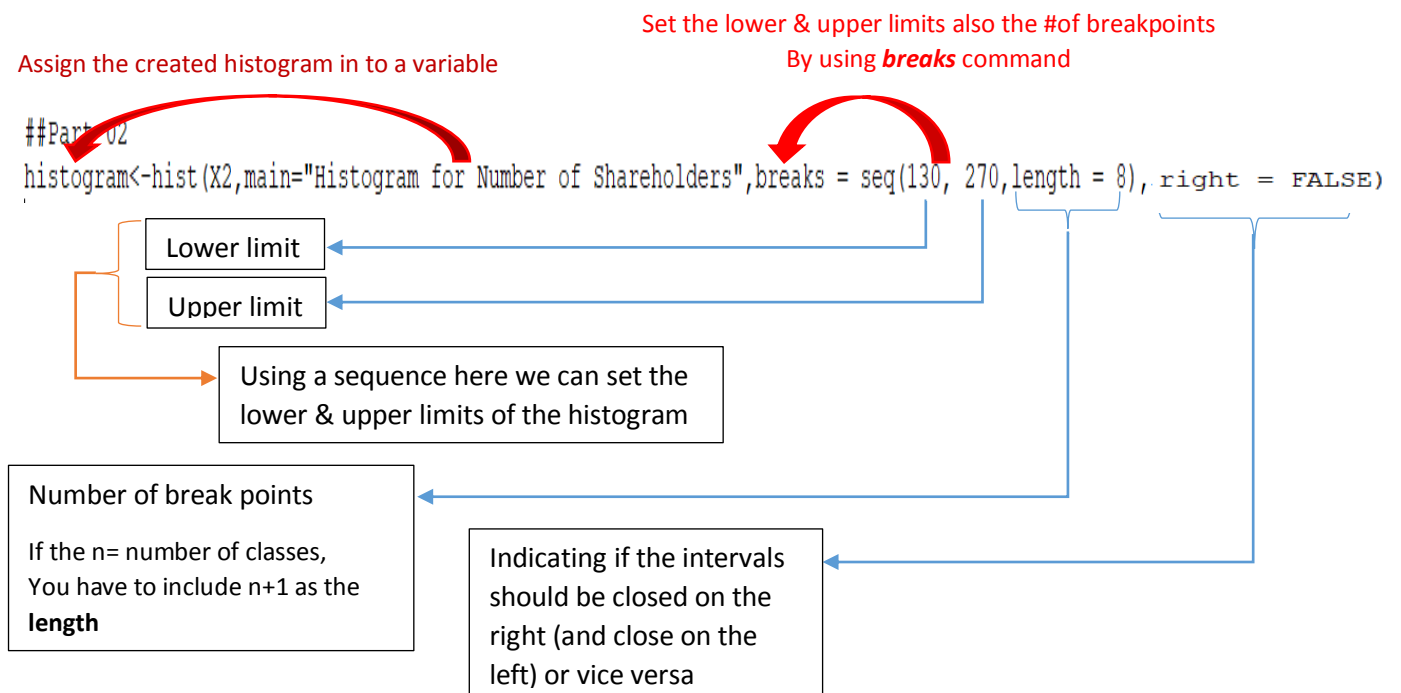 Set the lower & upper limits also the #of breakpoints
By using breaks command
Assign the created histogram in to a variable
##Part 02
histogram<-hist(X2,main="Histogram for Number of Shareholders",breaks = seq(130, 270,length = 8), right = FALSE)
Lower limit
Upper limit
Using a sequence here we can set the
lower & upper limits of the histogram
Number of break points
If the n= number of classes,
You have to include n+1 as the
length
Indicating if the intervals
should be closed on the
right (and close on the
left) or vice versa